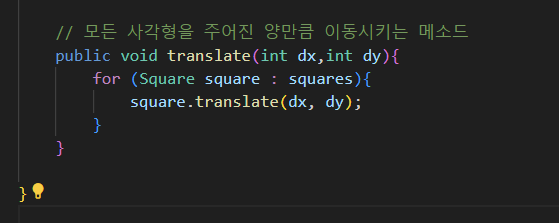 // 모든 사각형을 주어진 양만큼 이동시키는 메소드
public void translate(int dx,int dy){
for (Square square : squares){
square.translate(dx, dy);
}
}
}